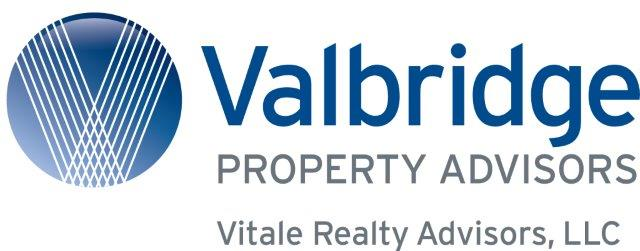 Valbridge
PROPERTY ADVISORS
Vitale Realty Advisors, LLC